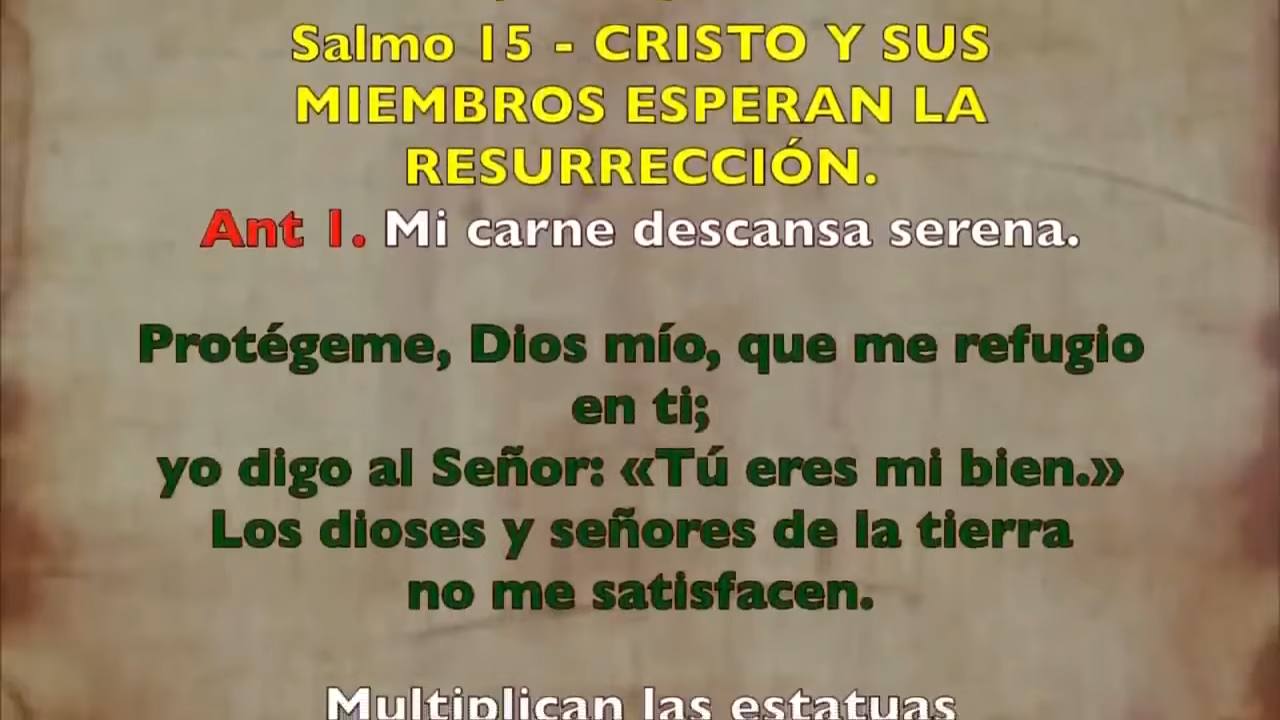 Salmo 15 - CRISTO Y SUS
MIEMBROS ESPERAN LA
RESURRECCIÓN.
Ant 1. Mi carne descansa serena.
Protégeme, Dios mío, que me refugio
en ti;
yo digo al Señor: «Tú eres mi bien.»
Los dioses y señores de la tierra
no me satisfacen.
Multiplican las estatuas